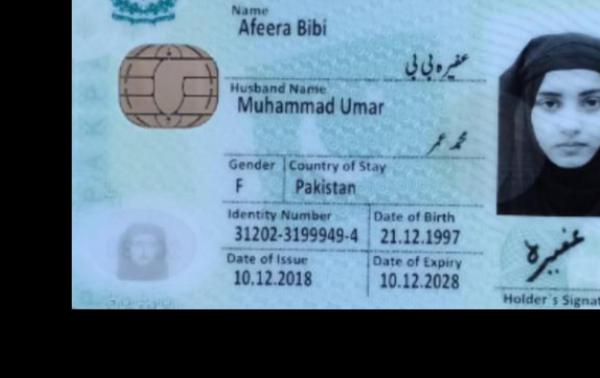 Name
Afeera Bibi
عفیرہ بی بی
Husband Name
Muhammad Umar
محمد عمر
Gender Country of Stay
F Pakistan
Identity Number Date of Birth
31202-3199949-4 21.12.1997
Date of Issue Date of Expiry
10.12.2018 10.12.2028
عفیرہ
Holder's Signat